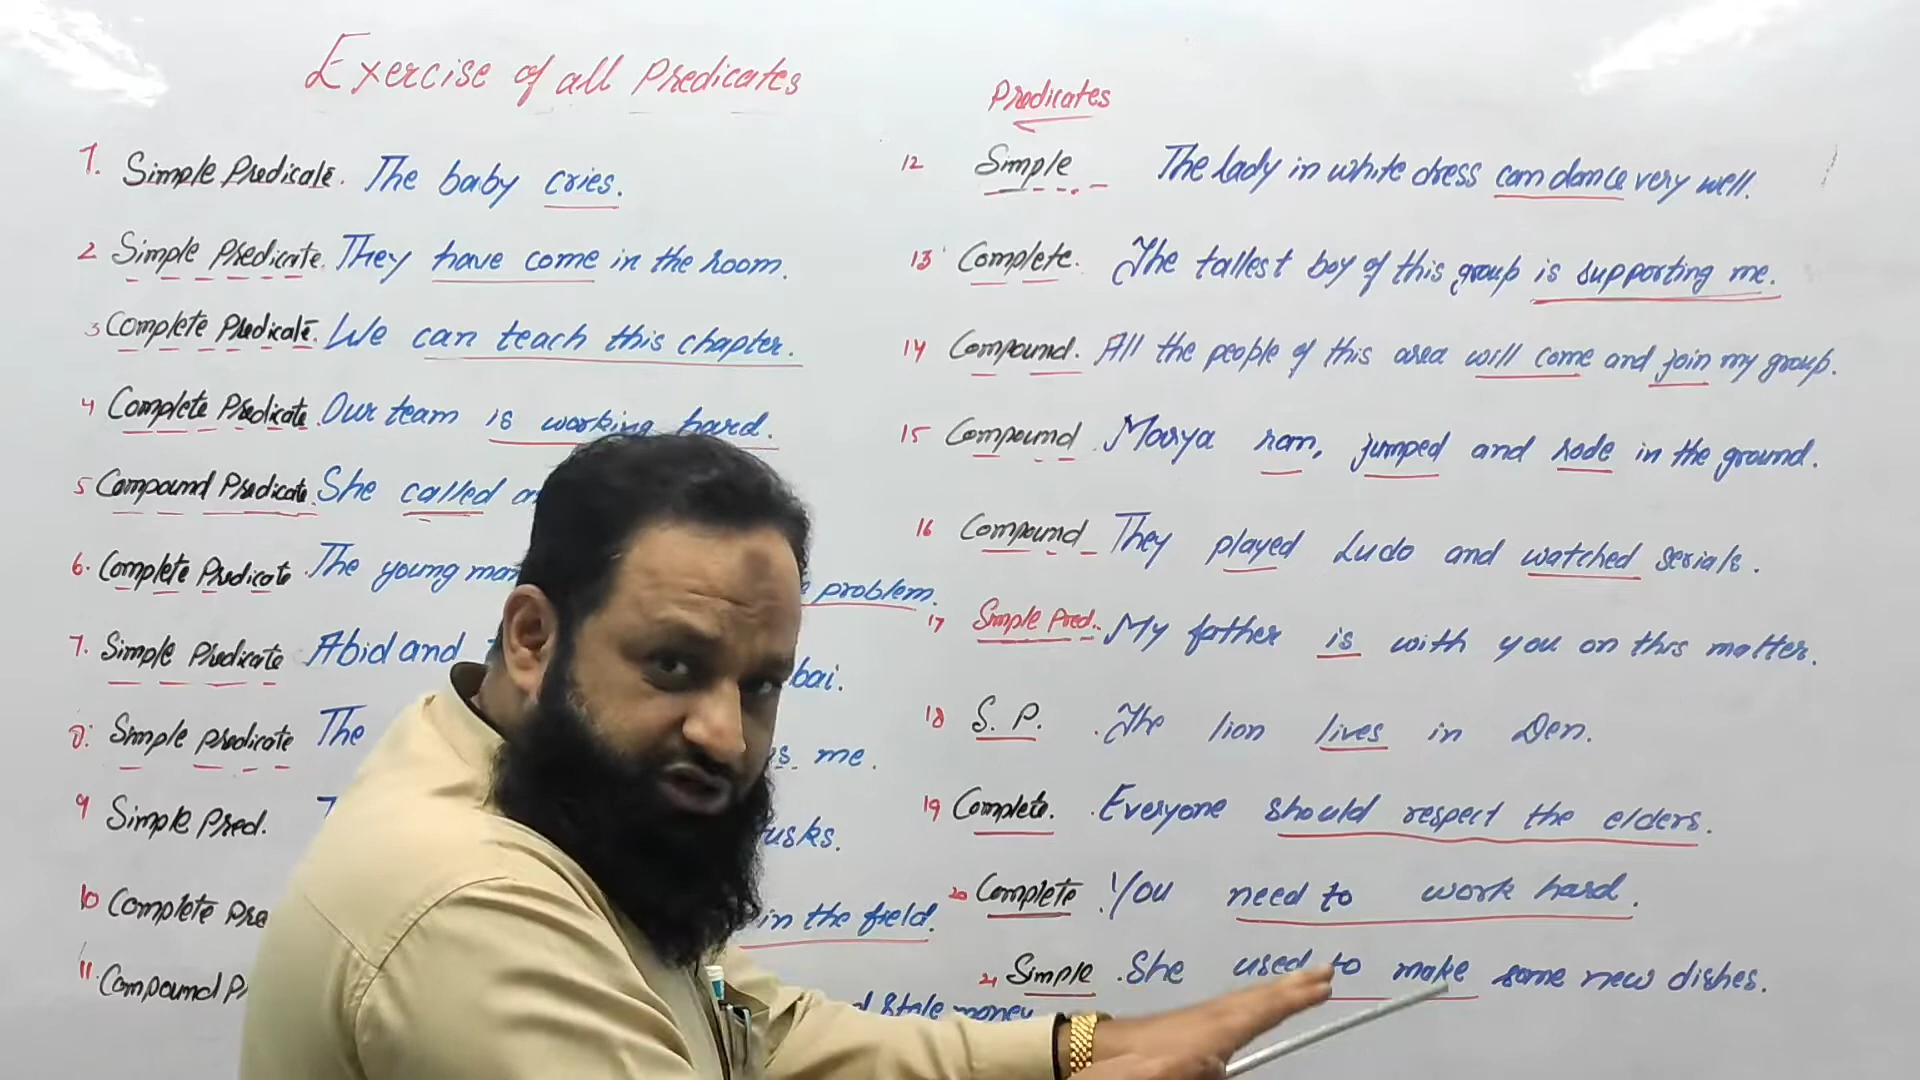 Exercise of all Predicates
1. Simple Predicate. The baby cries.
2 Simple Predicate. They have come in the room.
3 Complete Predicate. We can teach this chapter.
4 Complete Predicate. Our team is working hard.
5 Compound Predicate. She called
6. Complete Predicate. The young man problem.
7. Simple Predicate Abid and bai.
8. Simple predicate The me.
9 Simple Pred. usks.
10 Complete Pre in the field.
11. Compound P stole money
Predicates
12 Simple The lady in white dress can dance very well.
13 Complete. The tallest boy of this group is supporting me.
14 Compound. All the people of this area will come and join my group.
15 Compound. Marya ran, jumped and rode in the ground.
16 Compound They played Ludo and watched serials.
17 Simple Pred. My father is with you on this matter.
18 S. P. The lion lives in Den.
19 Complete. Everyone should respect the elders.
20 Complete. You need to work hard.
21 Simple. She used to make some new dishes.